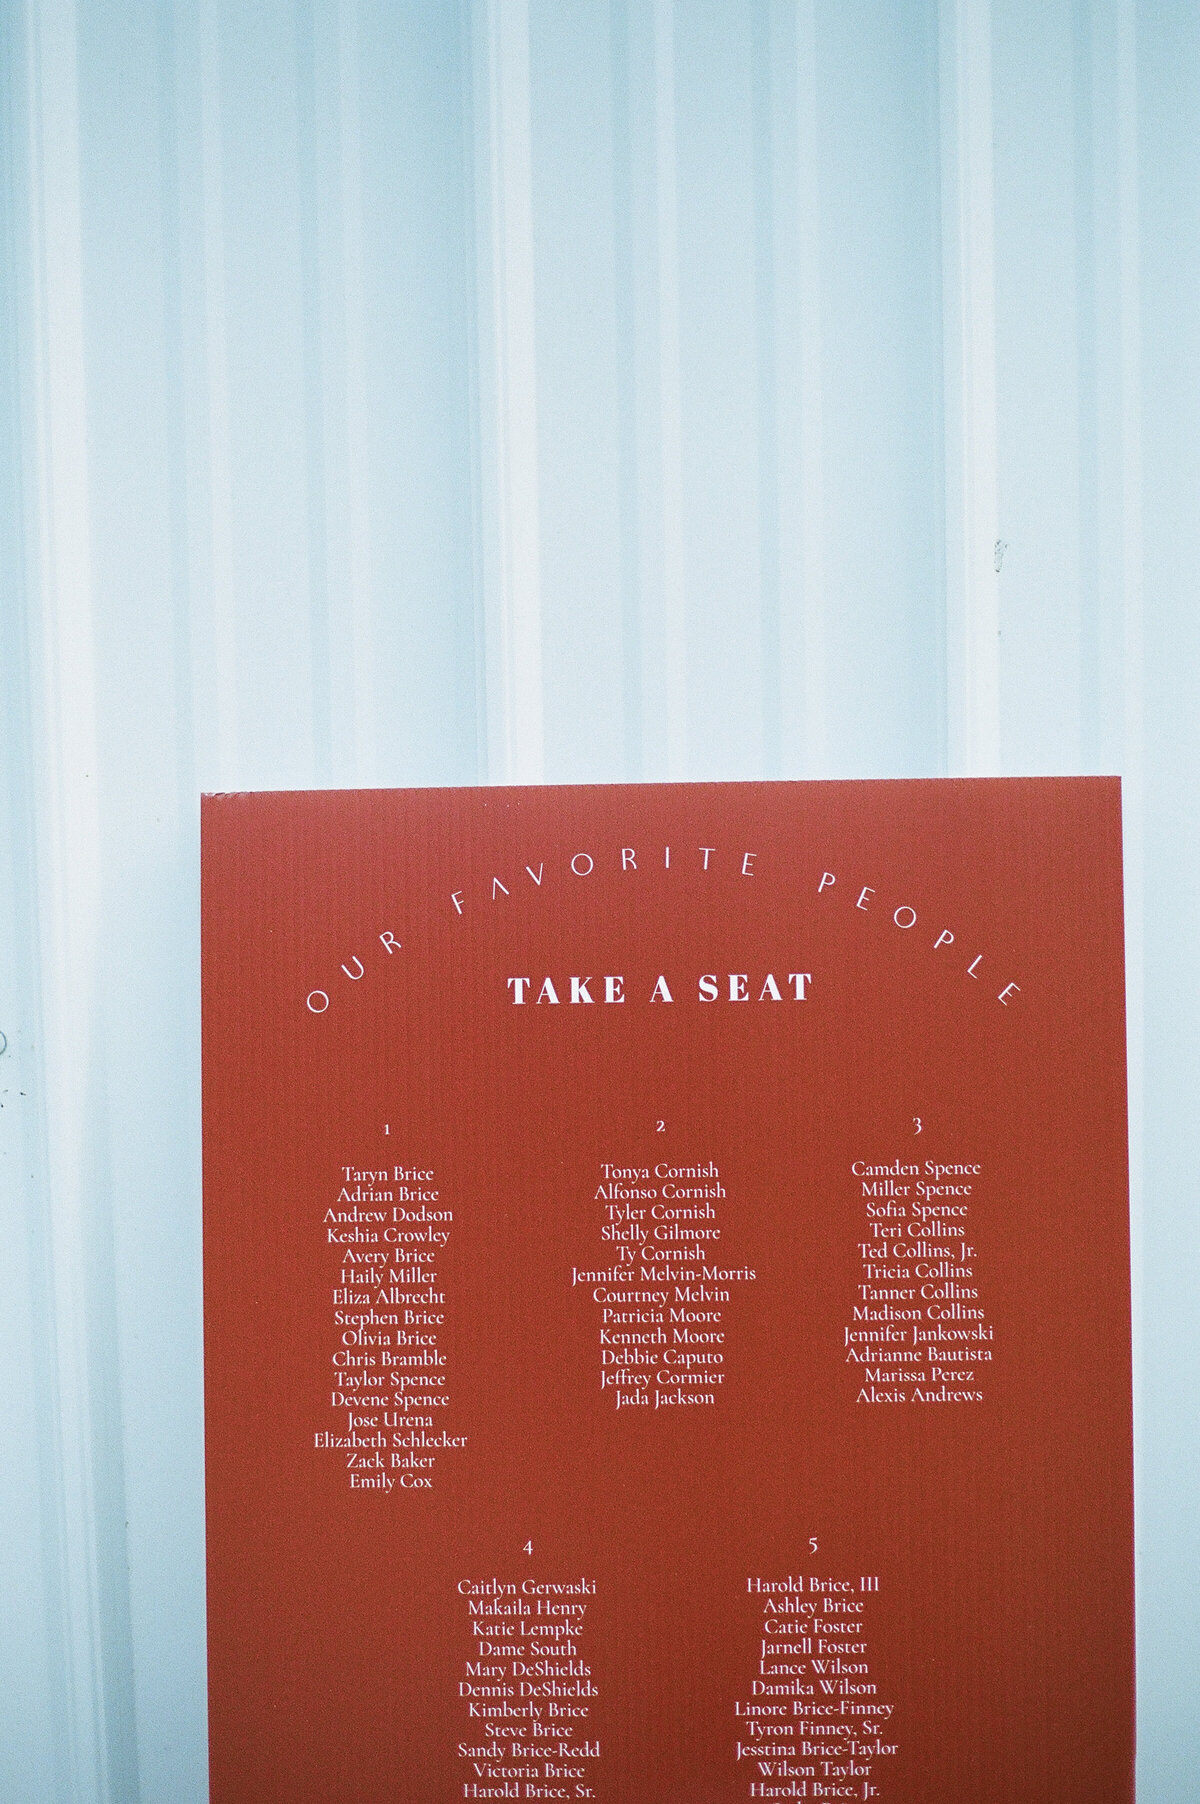 OUR FAVORITE PEOPLE
TAKE A SEAT
1
Taryn Brice
Adrian Brice
Andrew Dodson
Keshia Crowley
Avery Brice
Haily Miller
Eliza Albrecht
Stephen Brice
Olivia Brice
Chris Bramble
Taylor Spence
Devene Spence
Jose Urena
Elizabeth Schlecker
Zack Baker
Emily Cox
2
Tonya Cornish
Alfonso Cornish
Tyler Cornish
Shelly Gilmore
Ty Cornish
Jennifer Melvin-Morris
Courtney Melvin
Patricia Moore
Kenneth Moore
Debbie Caputo
Jeffrey Cormier
Jada Jackson
3
Camden Spence
Miller Spence
Sofia Spence
Teri Collins
Ted Collins, Jr.
Tricia Collins
Tanner Collins
Madison Collins
Jennifer Jankowski
Adrianne Bautista
Marissa Perez
Alexis Andrews
4
Caitlyn Gerwaski
Makaila Henry
Katie Lempke
Dame South
Mary DeShields
Dennis DeShields
Kimberly Brice
Steve Brice
Sandy Brice-Redd
Victoria Brice
Harold Brice, Sr.
5
Harold Brice, III
Ashley Brice
Catie Foster
Jarnell Foster
Lance Wilson
Damika Wilson
Linore Brice-Finney
Tyron Finney, Sr.
Jesstina Brice-Taylor
Wilson Taylor
Harold Brice, Jr.